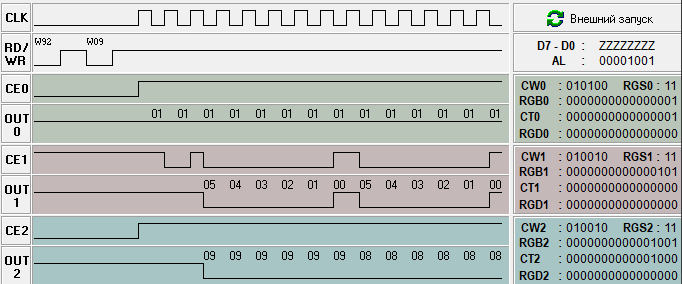 CLK
Внешний запуск
RD/
WR
W92 W09
D7 - D0 : ZZZZZZZZ
AL : 00001001
CE0
OUT
0
01 01 01 01 01 01 01 01 01 01 01 01 01 01
CW0 : 010100 RGS0 : 11
RGB0 : 0000000000000001
CT0 : 0000000000000001
RGD0 : 0000000000000000
CE1
OUT
1
05 04 03 02 01 00 05 04 03 02 01 00
CW1 : 010010 RGS1 : 11
RGB1 : 0000000000000101
CT1 : 0000000000000000
RGD1 : 0000000000000000
CE2
OUT
2
09 09 09 09 09 09 08 08 08 08 08 08
CW2 : 010010 RGS2 : 11
RGB2 : 0000000000001001
CT2 : 0000000000001000
RGD2 : 0000000000000000